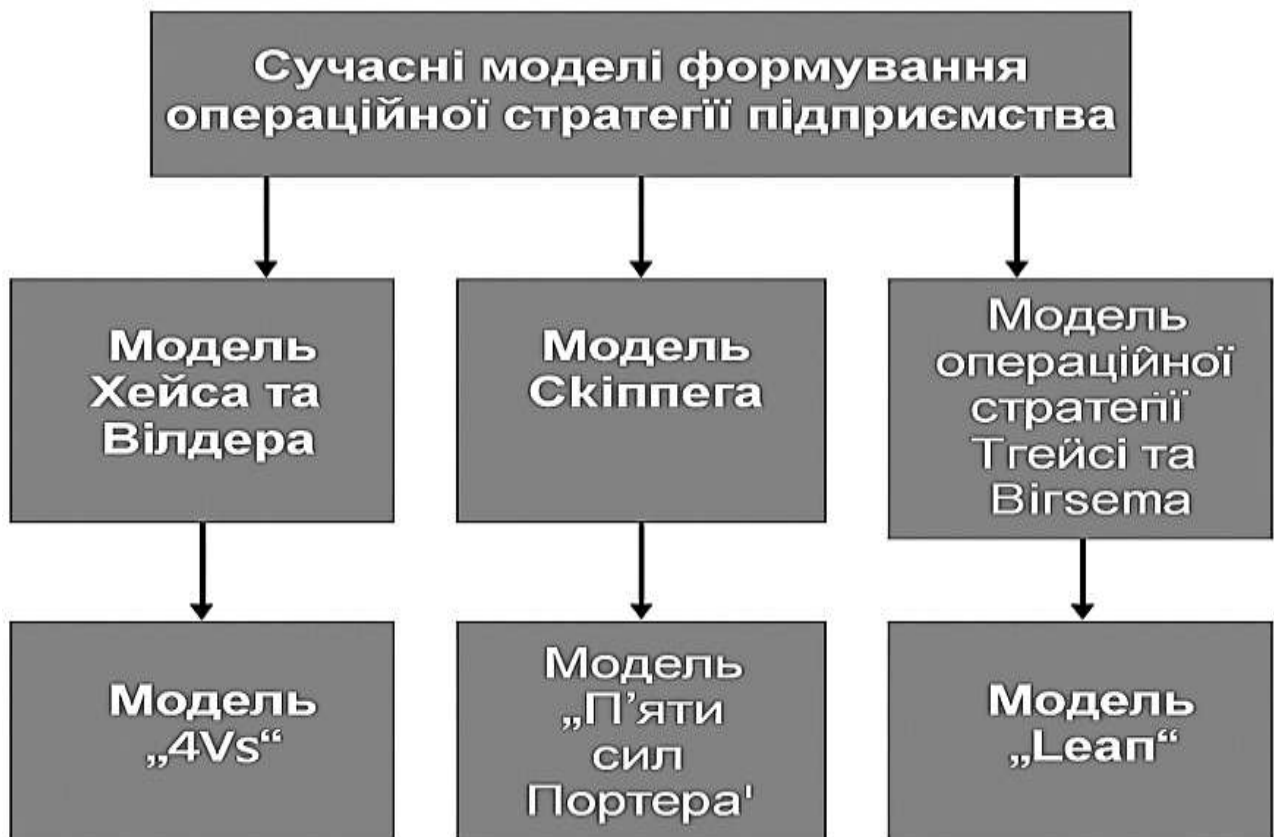 Сучасні моделі формування
операційної стратегії підприємства
Модель
Хейса та
Вілдера
Модель
Скіппега
Модель
операційної
стратегії
Тгейсі та
Вігsema
Модель
„4Vs“
Модель
„П’яти
сил
Портера'
Модель
„Leaп“